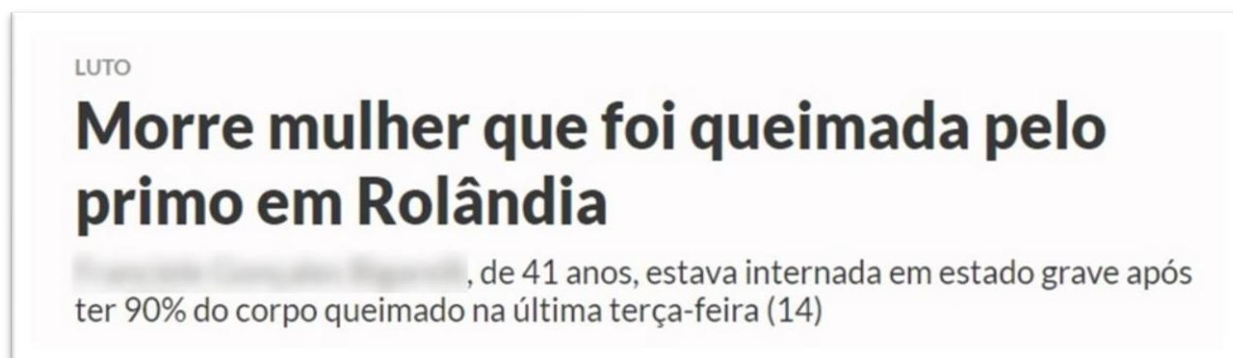 LUTO
Morre mulher que foi queimada pelo
primo em Rolândia
, de 41 anos, estava internada em estado grave após
ter 90% do corpo queimado na última terça-feira (14)